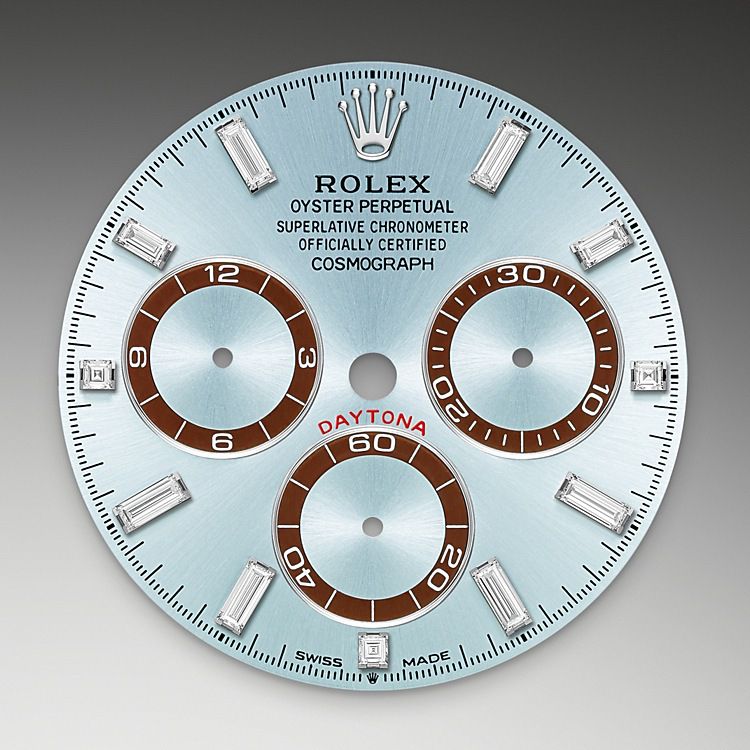 ROLEX
OYSTER PERPETUAL
SUPERLATIVE CHRONOMETER
OFFICIALLY CERTIFIED
COSMOGRAPH
12
3
6
9
30
10
20
DAYTONA
60
20
40
SWISS MADE